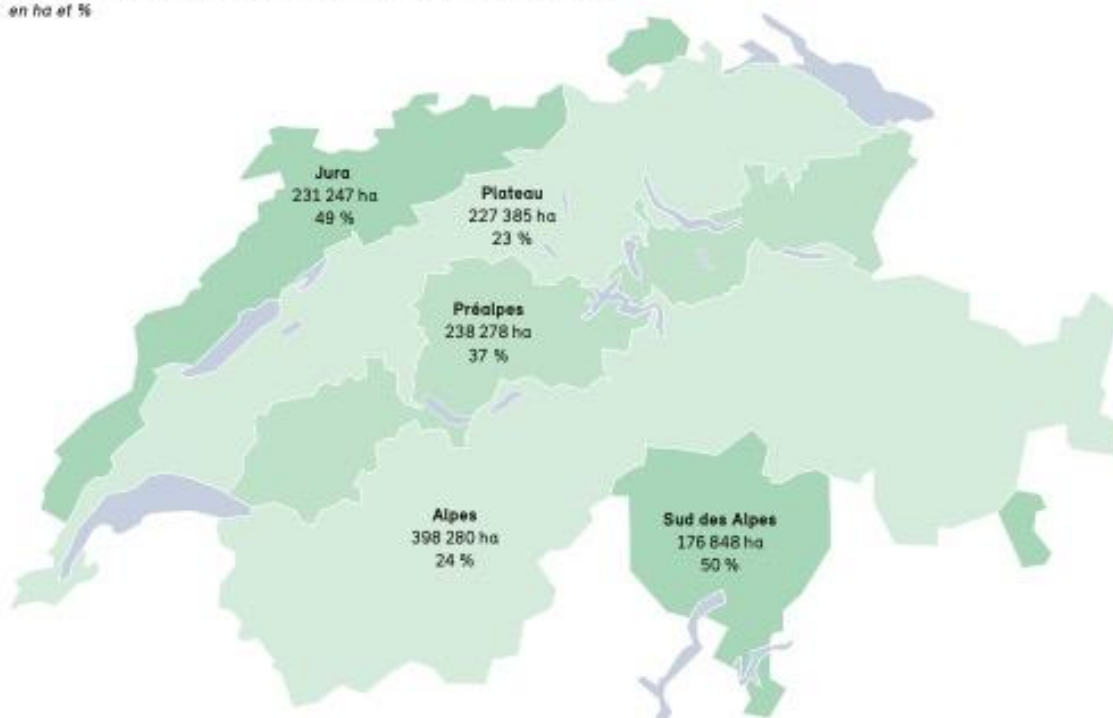 en ha et %
Jura
231 247 ha
49 %
Plateau
227 385 ha
23 %
Préalpes
238 278 ha
37 %
Alpes
398 280 ha
24 %
Sud des Alpes
176 848 ha
50 %